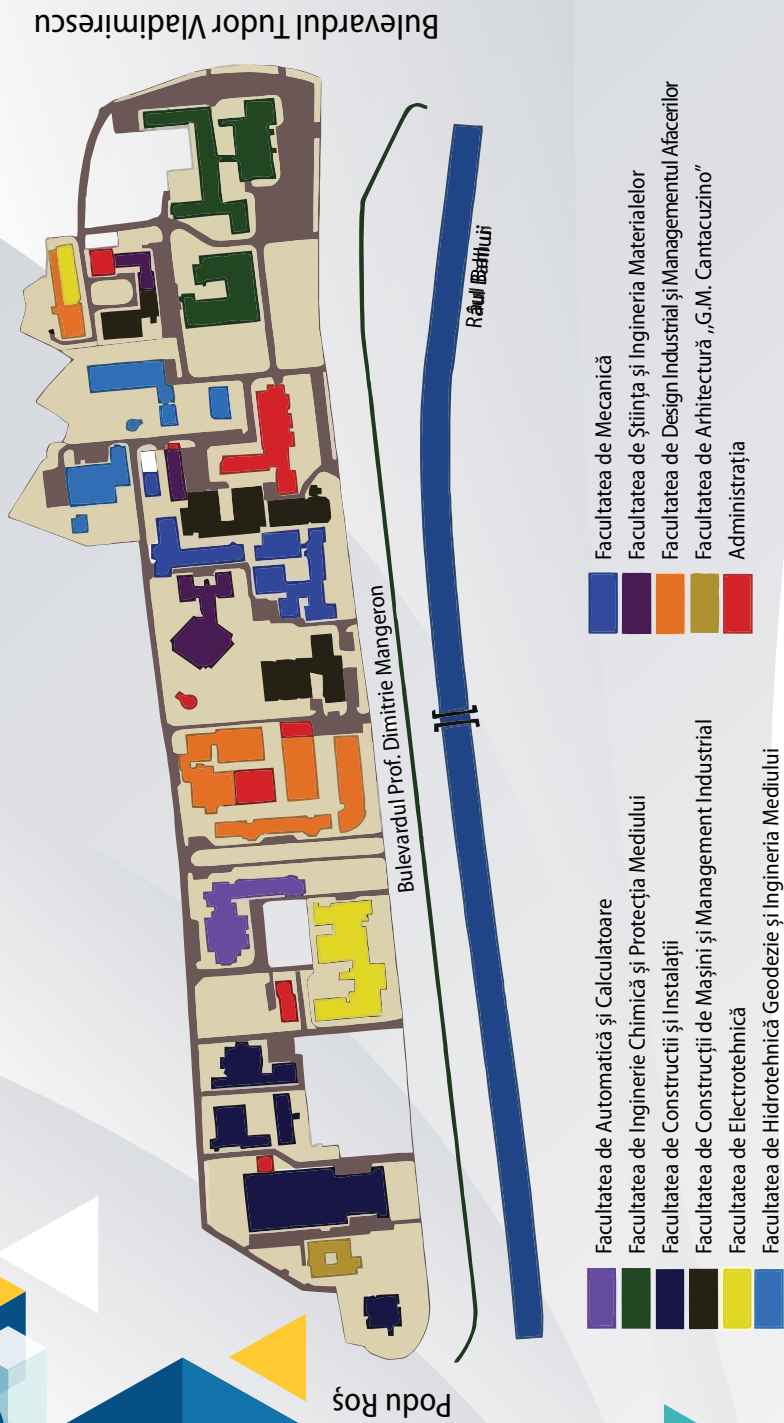 Bulevardul Tudor Vladimirescu
Podu Roș
Bulevardul Prof. Dimitrie Mangeron
Râul Bahlui
Facultatea de Automatică și Calculatoare
Facultatea de Inginerie Chimică și Protecția Mediului
Facultatea de Constructii și Instalații
Facultatea de Construcții de Mașini și Management Industrial
Facultatea de Electrotehnică
Facultatea de Hidrotehnică Geodezie și Ingineria Mediului
Facultatea de Mecanică
Facultatea de Știința și Ingineria Materialelor
Facultatea de Design Industrial și Managementul Afacerilor
Facultatea de Arhitectură ,,G.M. Cantacuzino”
Administrația